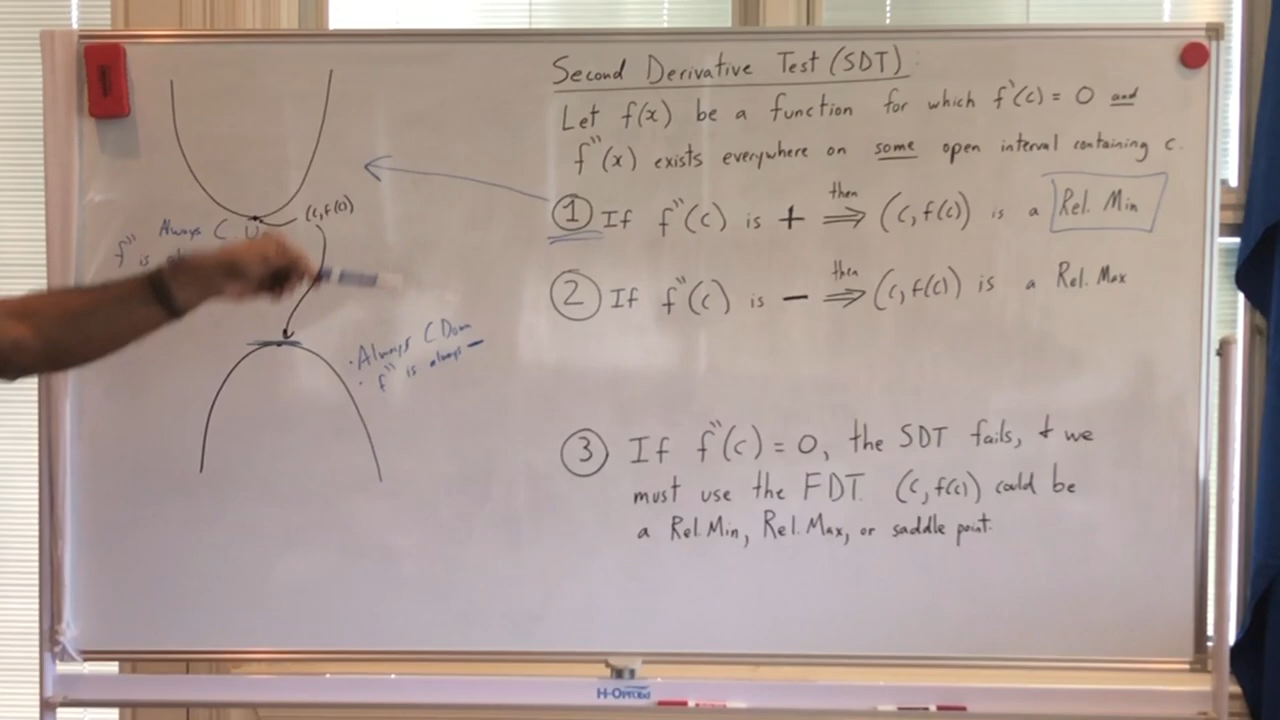 Second Derivative Test (SDT)
Let f(x) be a function for which f'(c) = 0 and
f"(x) exists everywhere on some open interval containing c.
① If f"(c) is + ⟹ then (c, f(c)) is a Rel. Min
② If f"(c) is − ⟹ then (c, f(c)) is a Rel. Max
③ If f"(c) = 0, the SDT fails, + we
must use the FDT. (c, f(c)) could be
a Rel. Min, Rel. Max, or saddle point.
(c, f(c))
Always C U
f" is
· Always C Down
· f" is always −
H-Qprobd